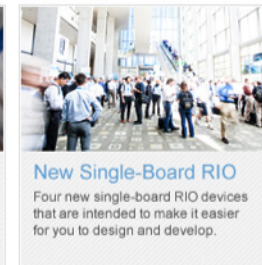 New Single-Board RIO
Four new single-board RIO devices
that are intended to make it easier
for you to design and develop.